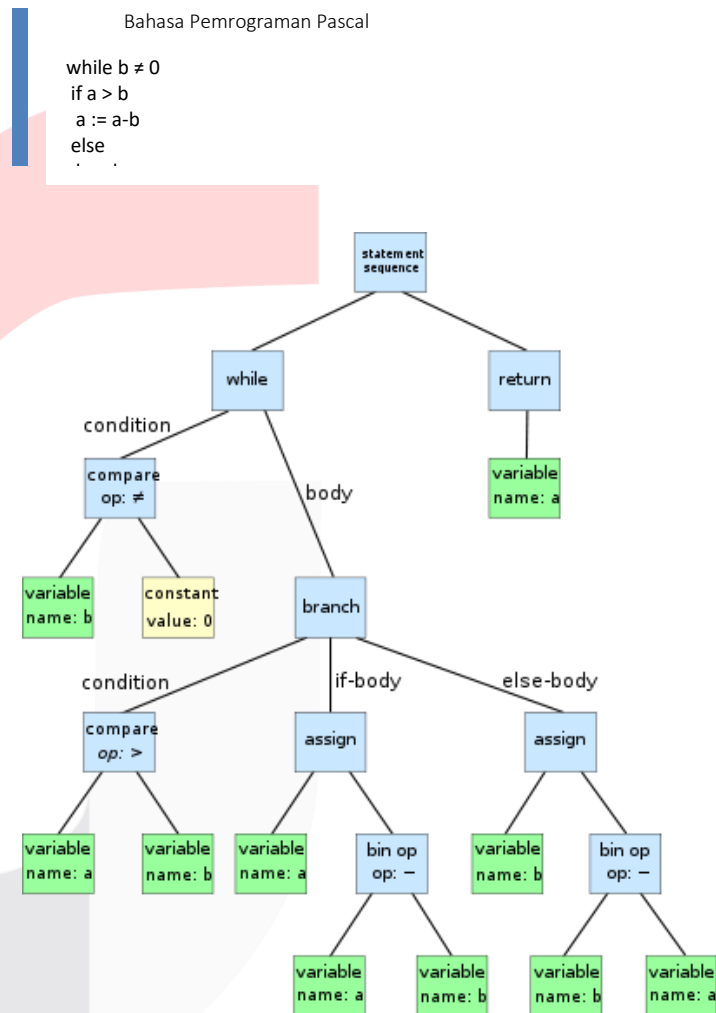 Bahasa Pemrograman Pascal
while b ≠ 0
if a > b
a := a-b
else
statement
sequence
while
return
condition
compare
op: ≠
body
variable
name: a
variable
name: b
constant
value: 0
branch
condition
if-body
else-body
compare
op: >
assign
assign
variable
name: a
variable
name: b
variable
name: a
bin op
op: −
variable
name: b
bin op
op: −
variable
name: a
variable
name: b
variable
name: b
variable
name: a